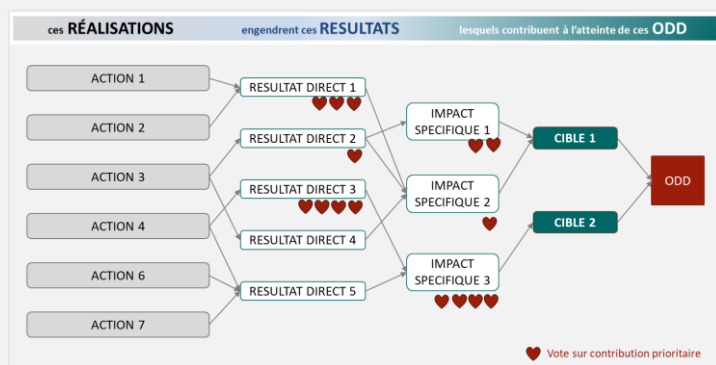 ces RÉALISATIONS
engendrent ces RESULTATS
lesquels contribuent à l'atteinte de ces ODD
ACTION 1
ACTION 2
ACTION 3
ACTION 4
ACTION 6
ACTION 7
RESULTAT DIRECT 1
RESULTAT DIRECT 2
RESULTAT DIRECT 3
RESULTAT DIRECT 4
RESULTAT DIRECT 5
IMPACT
SPECIFIQUE 1
IMPACT
SPECIFIQUE 2
IMPACT
SPECIFIQUE 3
CIBLE 1
CIBLE 2
ODD
Vote sur contribution prioritaire